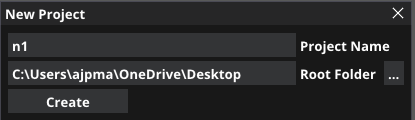 New Project
n1 Project Name
C:\Users\ajpma\OneDrive\Desktop Root Folder ...
Create